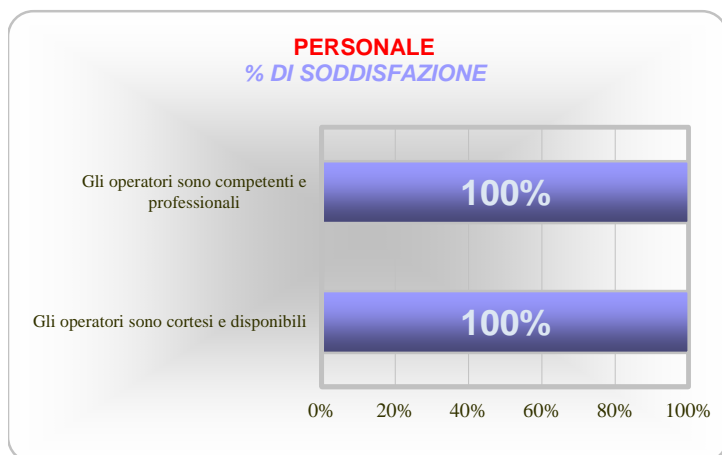 PERSONALE
% DI SODDISFAZIONE
Gli operatori sono competenti e
professionali
100%
Gli operatori sono cortesi e disponibili
100%
0% 20% 40% 60% 80% 100%